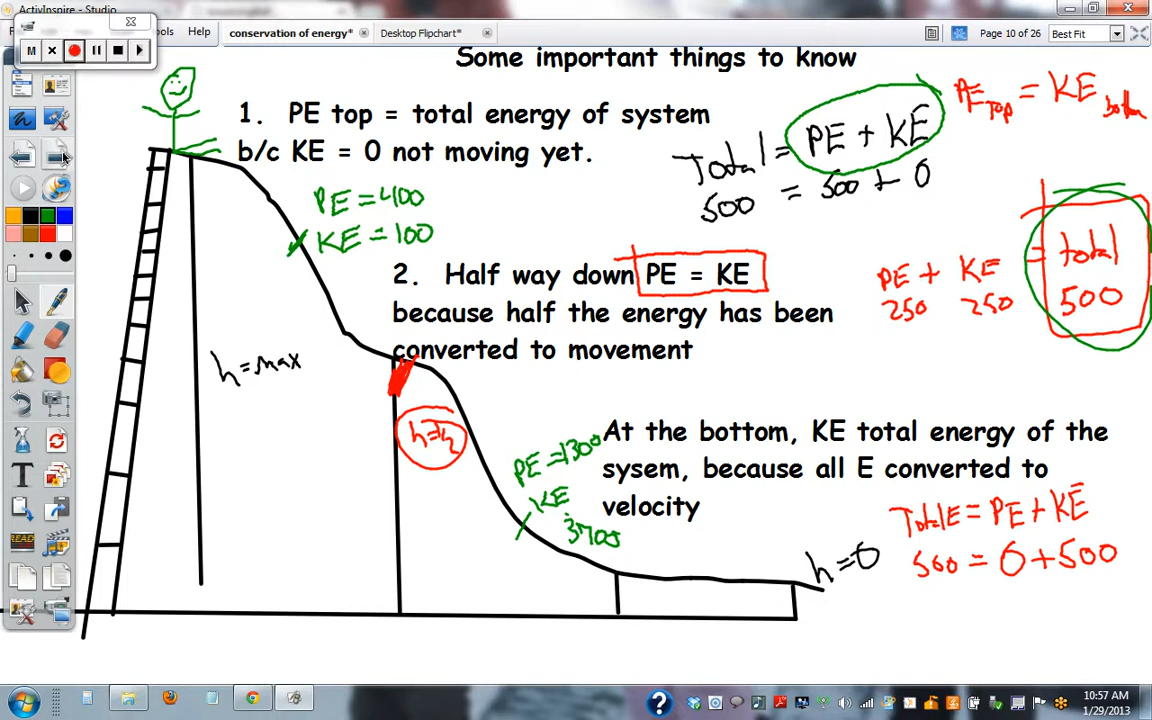 ActivInspire - Studio
M
Tools Help
conservation of energy*
Desktop Flipchart*
Page 10 of 26
Best Fit
Some important things to know
1. PE top = total energy of system
b/c KE = 0 not moving yet.
Total = PE + KE
500 = 500 + 0
PE top = KE bottom
PE = 400
KE = 100
2. Half way down PE = KE
because half the energy has been
converted to movement
PE + KE = total
250 250 500
h = max
h = 1/2
At the bottom, KE total energy of the
sysem, because all E converted to
velocity
PE = 1300
KE
3700
Total E = PE + KE
500 = 0 + 500
h = 0
T
READ
10:57 AM
1/29/2013